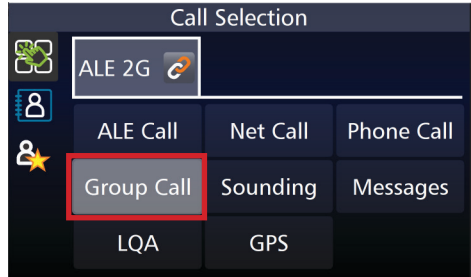 Call Selection
ALE 2G
ALE Call Net Call Phone Call
Group Call Sounding Messages
LQA GPS